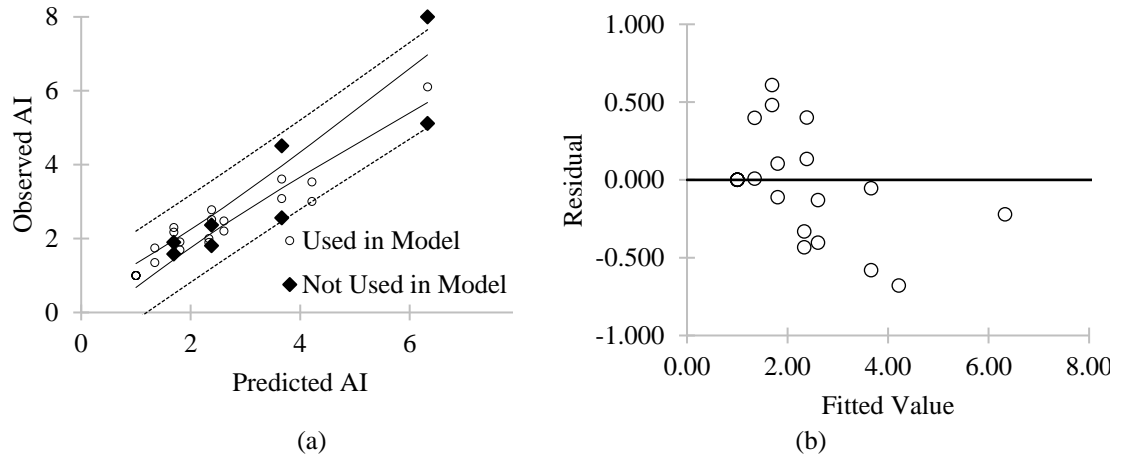 8
6
4
2
0
0
2
4
6
Observed AI
Predicted AI
Used in Model
Not Used in Model
(a)
1.000
0.500
0.000
-0.500
-1.000
0.00
2.00
4.00
6.00
8.00
Residual
Fitted Value
(b)